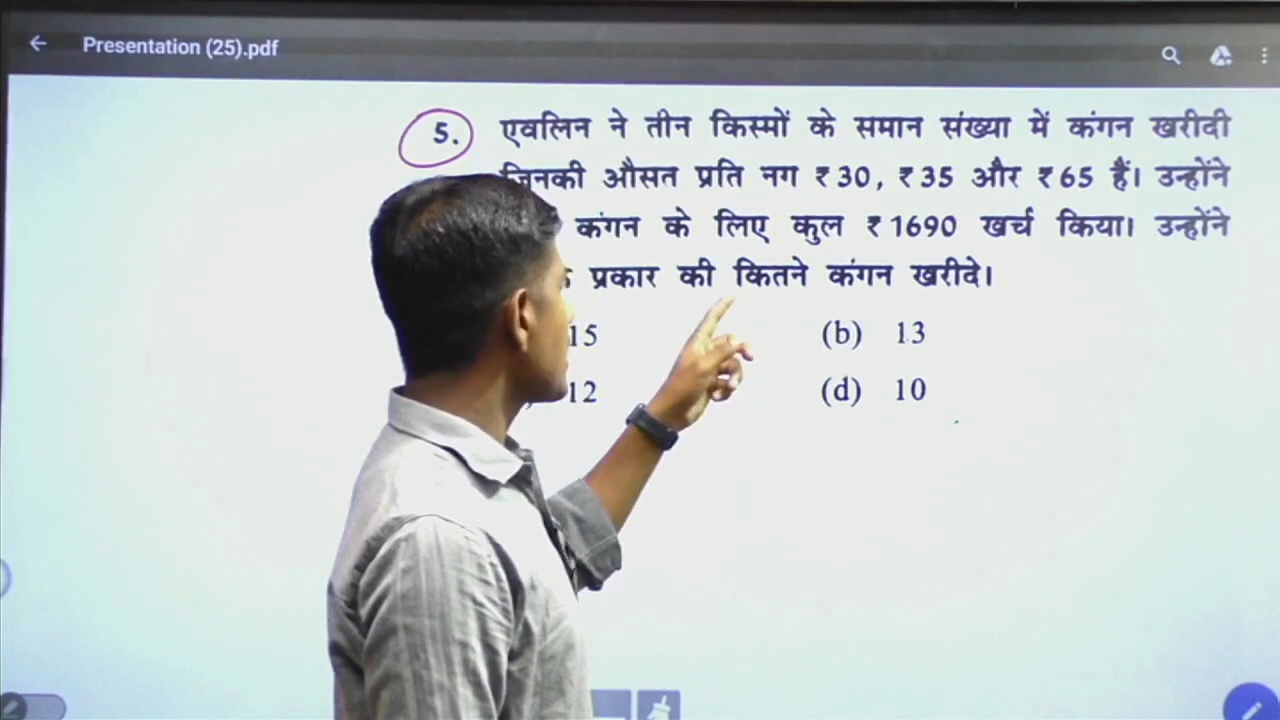 Presentation (25).pdf
5. एवलिन ने तीन किस्मों के समान संख्या में कंगन खरीदी
जिनकी औसत प्रति नग ₹30, ₹35 और ₹65 हैं। उन्होंने
कंगन के लिए कुल ₹1690 खर्च किया। उन्होंने
प्रकार की कितने कंगन खरीदे।
15 (b) 13
12 (d) 10